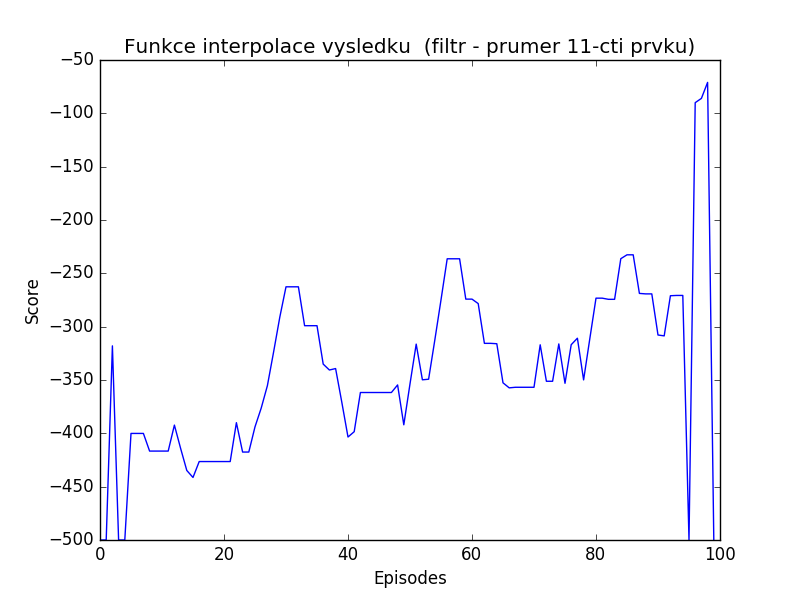 Funkce interpolace vysledku  (filtr - prumer 11-cti prvku)
−50
−100
−150
−200
−250
−300
−350
−400
−450
−500
Score
0 20 40 60 80 100
Episodes